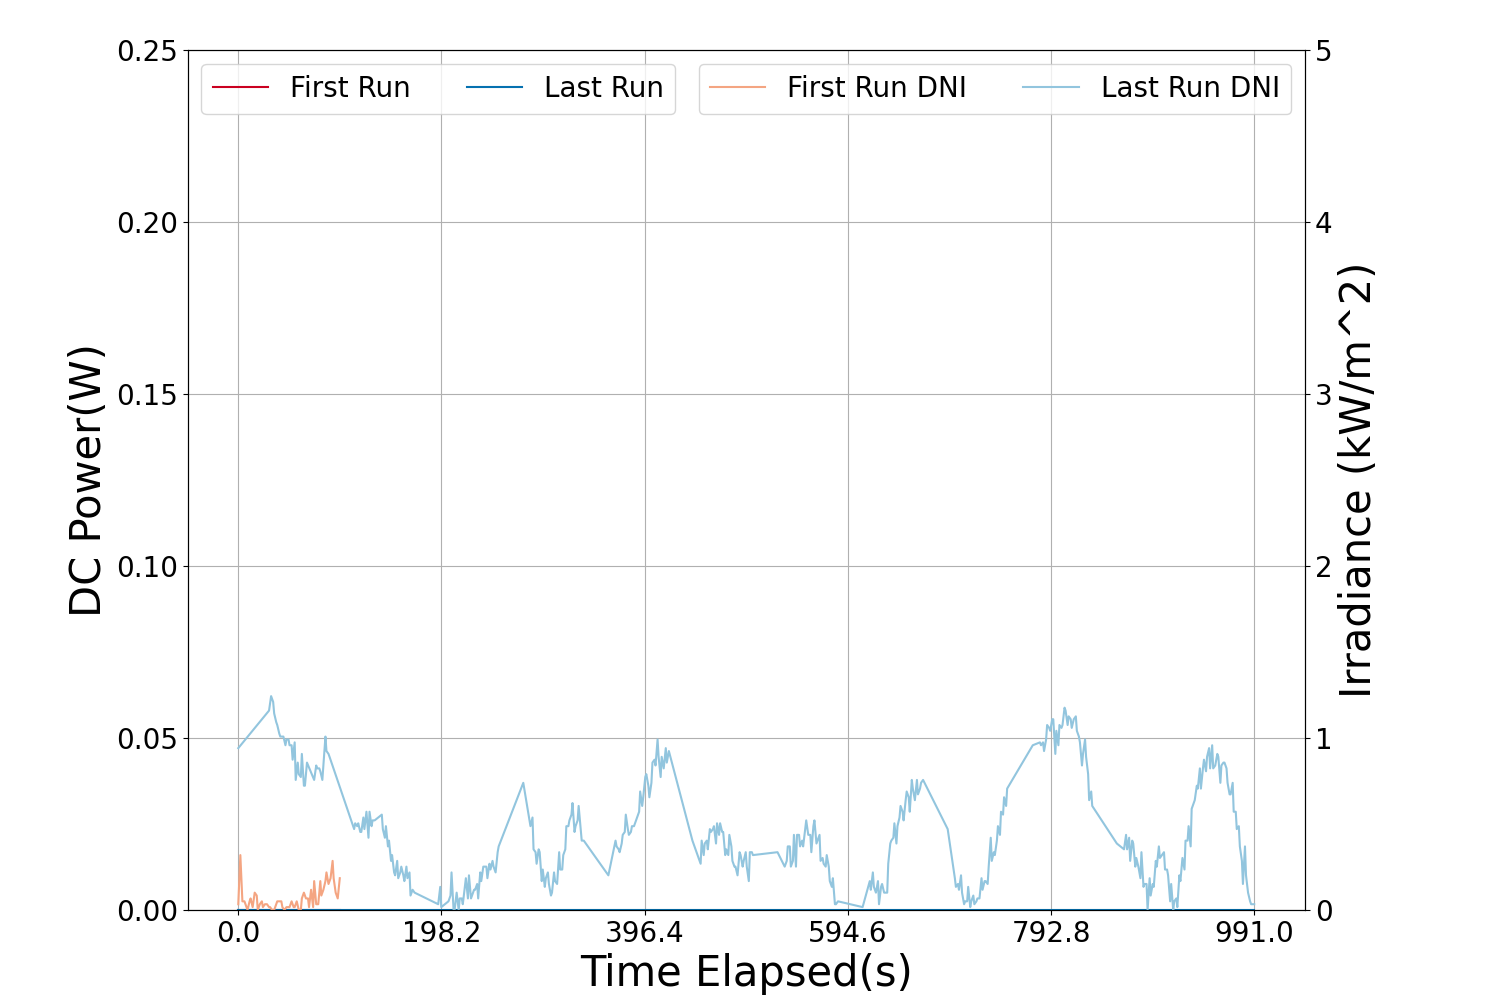 First Run
Last Run
First Run DNI
Last Run DNI
0.25
0.20
0.15
0.10
0.05
0.00
DC Power(W)
5
4
3
2
1
0
Irradiance (kW/m^2)
0.0
198.2
396.4
594.6
792.8
991.0
Time Elapsed(s)